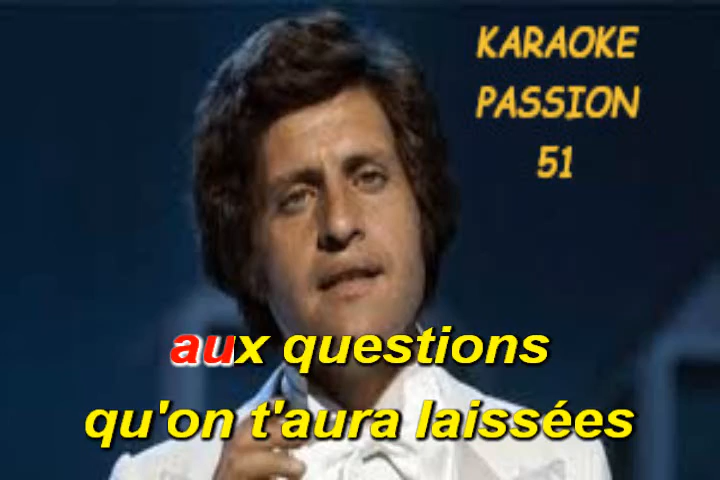 KARAOKE
PASSION
51
aux questions
qu'on t'aura laissées